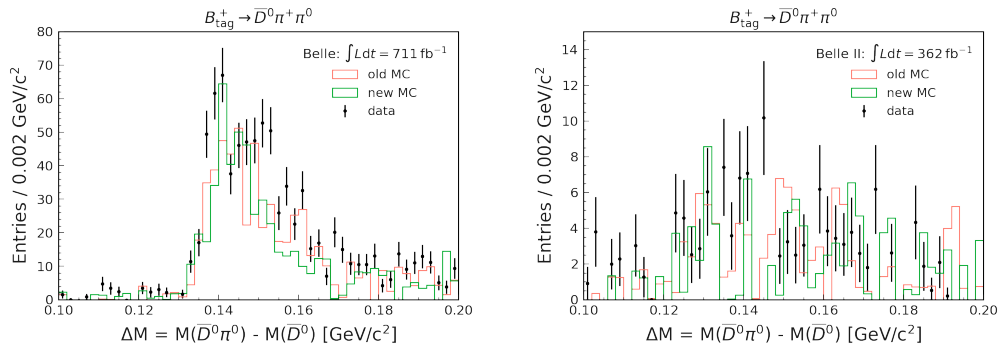 B⁺tag → D̅⁰π⁺π⁰
Entries / 0.002 GeV/c²
80
70
60
50
40
30
20
10
0
Belle: ∫Ldt = 711 fb⁻¹
old MC
new MC
data
0.10 0.12 0.14 0.16 0.18 0.20
ΔM = M(D̅⁰π⁰) - M(D̅⁰) [GeV/c²]
B⁺tag → D̅⁰π⁺π⁰
Entries / 0.002 GeV/c²
14
12
10
8
6
4
2
0
Belle II: ∫Ldt = 362 fb⁻¹
old MC
new MC
data
0.10 0.12 0.14 0.16 0.18 0.20
ΔM = M(D̅⁰π⁰) - M(D̅⁰) [GeV/c²]